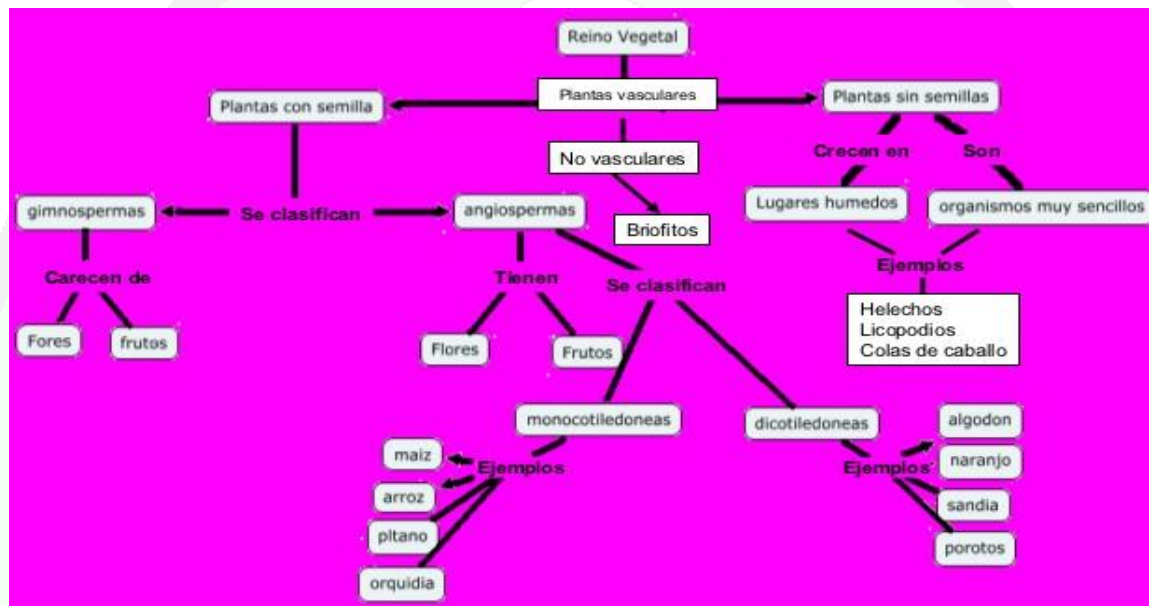 Reino Vegetal
Plantas vasculares
Plantas con semilla
Plantas sin semillas
No vasculares
Crecen en
Son
gimnospermas
Se clasifican
angiospermas
Briofitos
Lugares humedos
organismos muy sencillos
Carecen de
Tienen
Se clasifican
Ejemplos
Fores
frutos
Flores
Frutos
Helechos
Licopodios
Colas de caballo
monocotiledoneas
dicotiledoneas
maiz
Ejemplos
arroz
pltano
orquidia
Ejemplos
algodon
naranjo
sandia
porotos